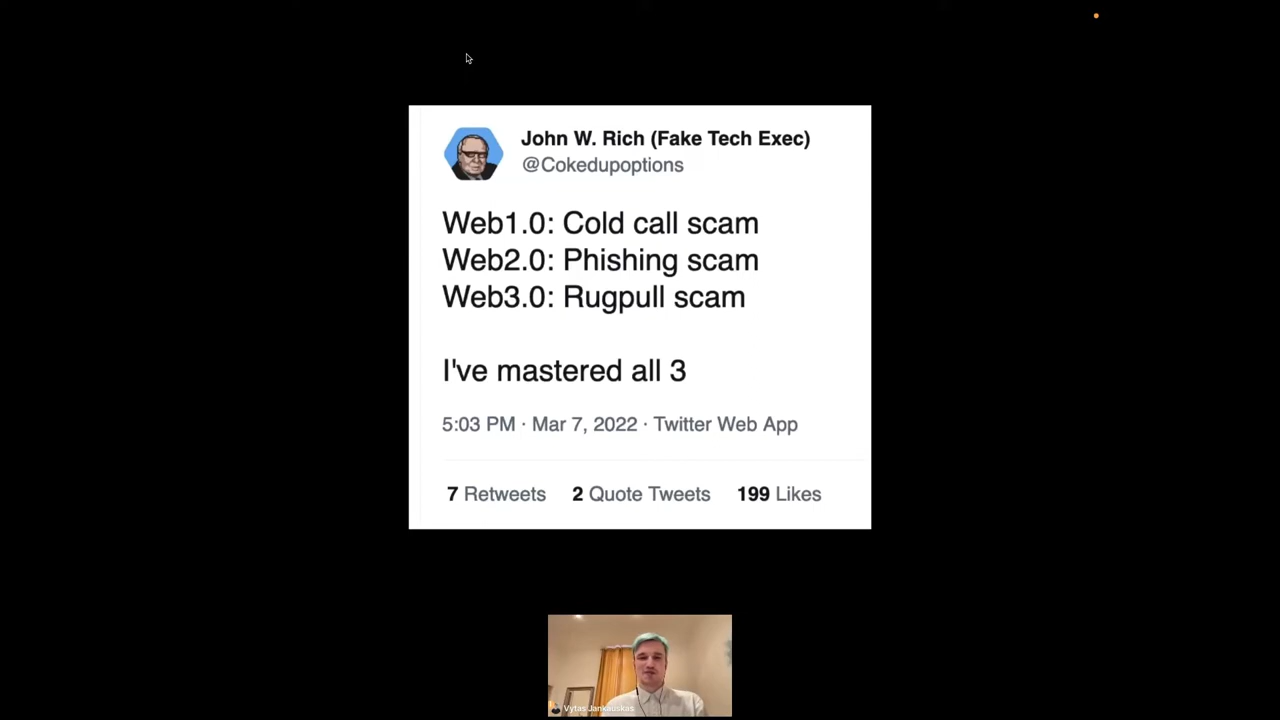 John W. Rich (Fake Tech Exec)
@Cokedupoptions
Web1.0: Cold call scam
Web2.0: Phishing scam
Web3.0: Rugpull scam
I've mastered all 3
5:03 PM · Mar 7, 2022 · Twitter Web App
7 Retweets 2 Quote Tweets 199 Likes
Vytas Jankauskas